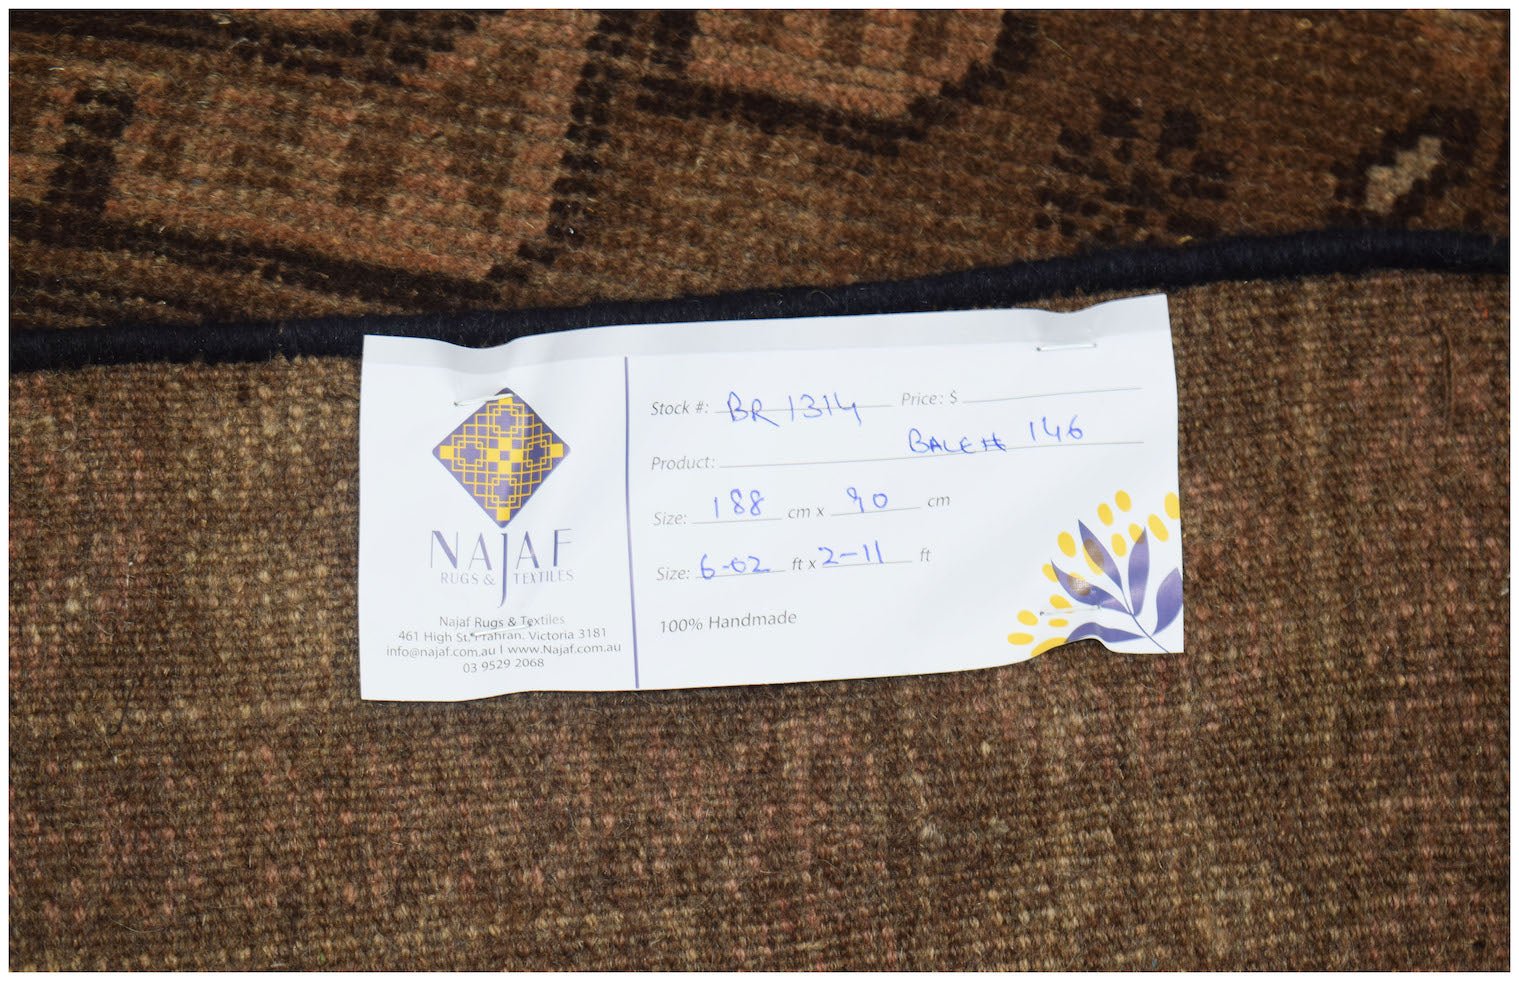 NAJAF
RUGS & TEXTILES
Najaf Rugs & Textiles
461 High St. Prahran. Victoria 3181
info@najaf.com.au | www.Najaf.com.au
03 9529 2068
Stock #: BR 1314 Price: $
Product: BALE# 146
Size: 188 cm x 90 cm
Size: 6-02 ft x 2-11 ft
100% Handmade